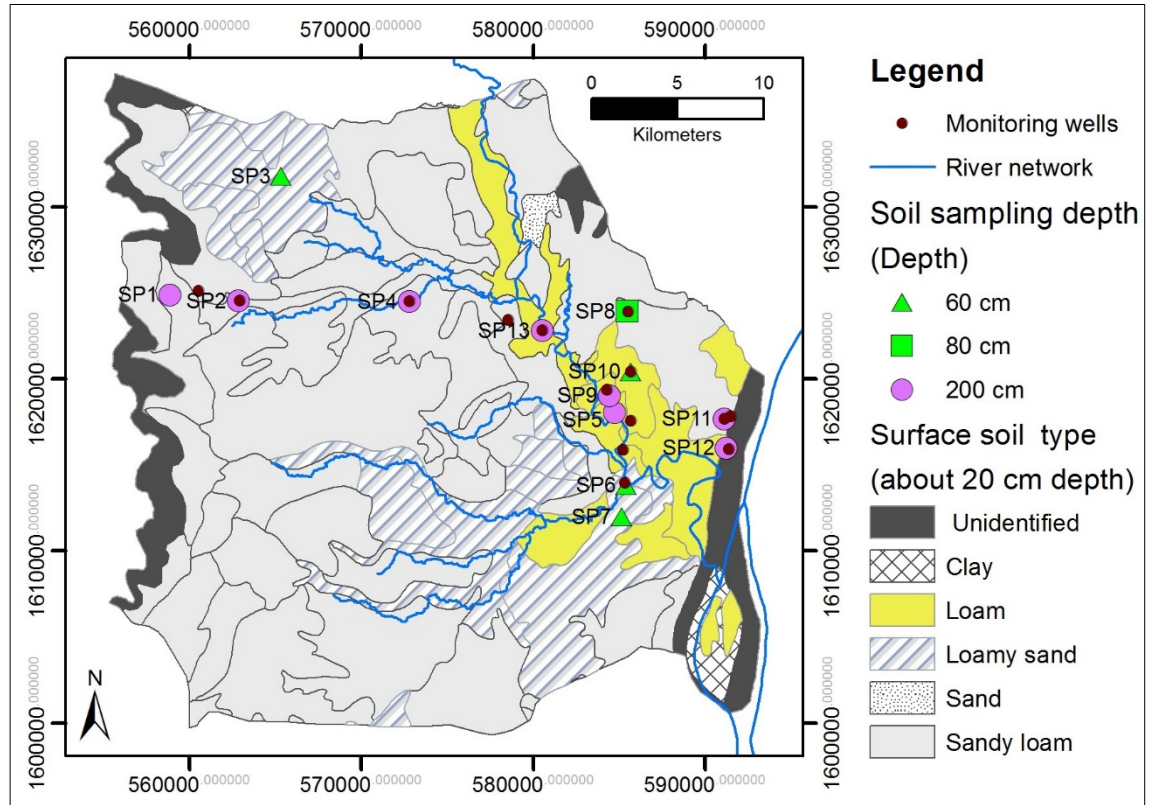 560000.000000 570000.000000 580000.000000 590000.000000
0 5 10
Kilometers
1630000.000000
1620000.000000
1610000.000000
1600000.000000
1630000.000000
1620000.000000
1610000.000000
1600000.000000
SP3
SP1
SP2
SP4
SP13
SP8
SP10
SP9
SP5
SP11
SP12
SP6
SP7
N
560000.000000 570000.000000 580000.000000 590000.000000
Legend
Monitoring wells
River network
Soil sampling depth
(Depth)
60 cm
80 cm
200 cm
Surface soil type
(about 20 cm depth)
Unidentified
Clay
Loam
Loamy sand
Sand
Sandy loam